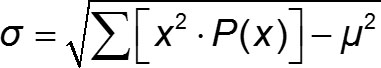 σ = √∑[x² · P(x)] − μ²